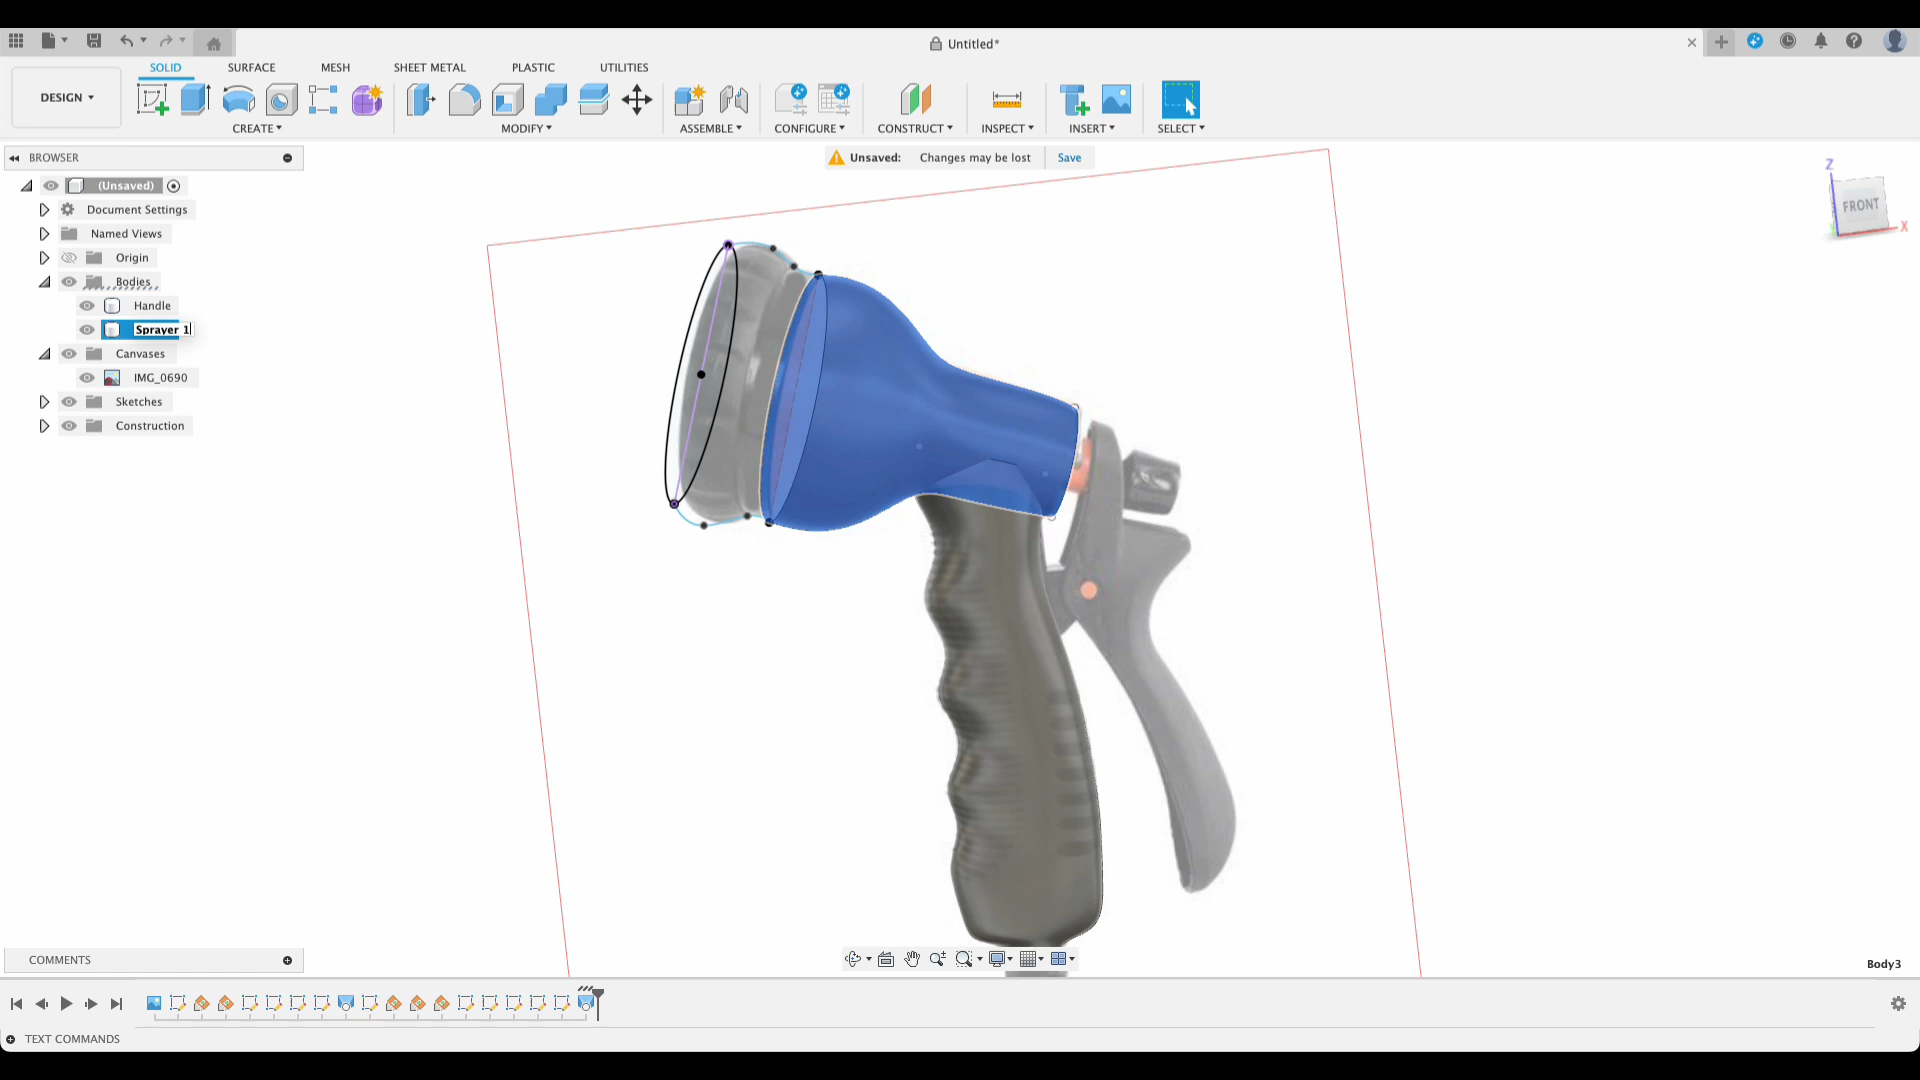 Untitled*
DESIGN
SOLID
SURFACE
MESH
SHEET METAL
PLASTIC
UTILITIES
CREATE
MODIFY
ASSEMBLE
CONFIGURE
CONSTRUCT
INSPECT
INSERT
SELECT
BROWSER
Unsaved: Changes may be lost Save
(Unsaved)
Document Settings
Named Views
Origin
Bodies
Handle
Sprayer 1
Canvases
IMG_0690
Sketches
Construction
Z
FRONT
X
COMMENTS
Body3
TEXT COMMANDS